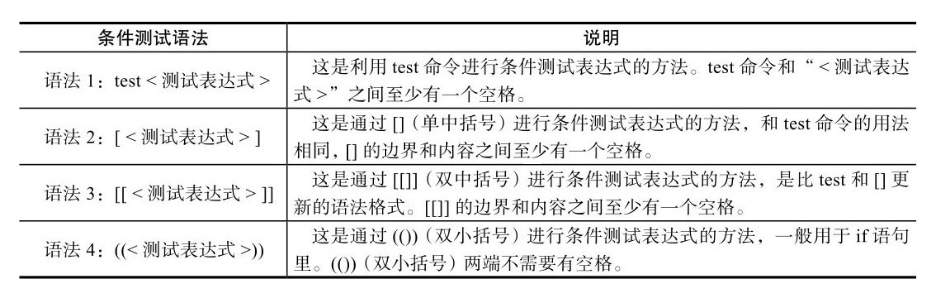 条件测试语法 说明
语法 1：test < 测试表达式 > 这是利用 test 命令进行条件测试表达式的方法。test 命令和 “ < 测试表达
式 >” 之间至少有一个空格。
语法 2：[ < 测试表达式 > ] 这是通过 []（单中括号）进行条件测试表达式的方法，和 test 命令的用法
相同, [] 的边界和内容之间至少有一个空格。
语法 3：[[ < 测试表达式 > ]] 这是通过 [[]]（双中括号）进行条件测试表达式的方法，是比 test 和 [] 更
新的语法格式。[[]] 的边界和内容之间至少有一个空格。
语法 4：((< 测试表达式 >)) 这是通过 (())（双小括号）进行条件测试表达式的方法，一般用于 if 语句
里。(())（双小括号）两端不需要有空格。